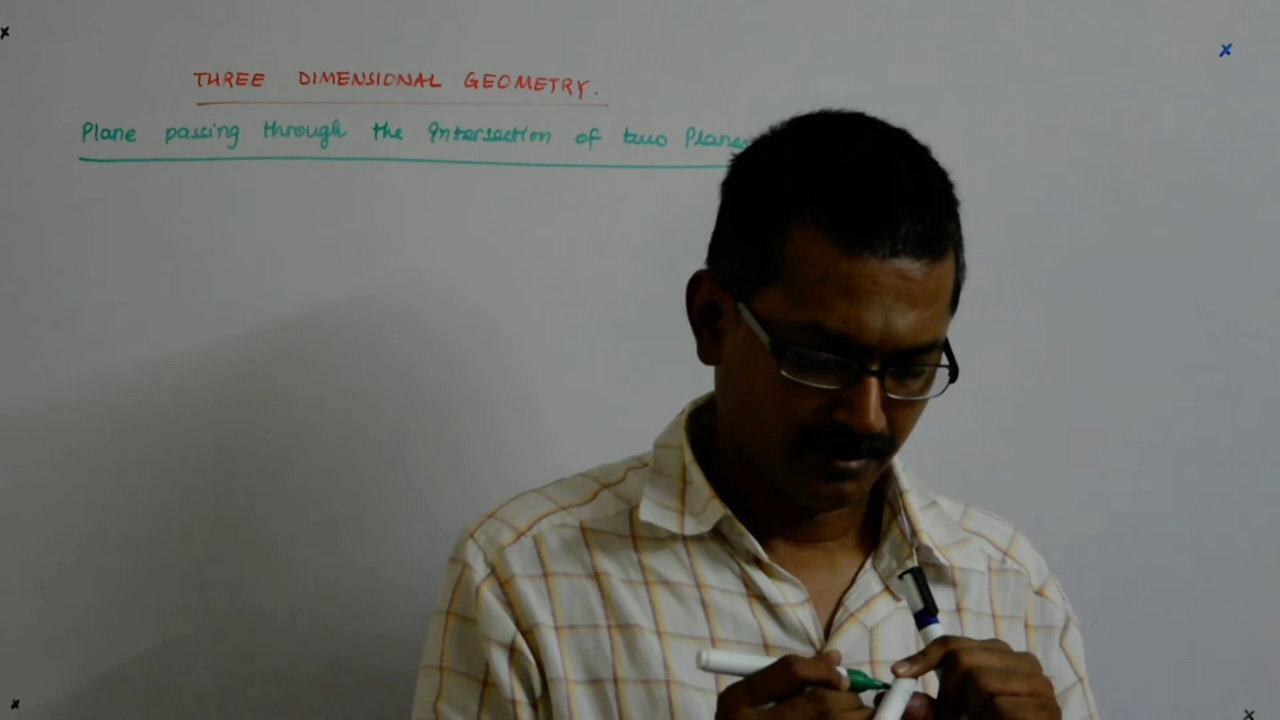 THREE DIMENSIONAL GEOMETRY.
Plane passing through the Intersection of two Planes